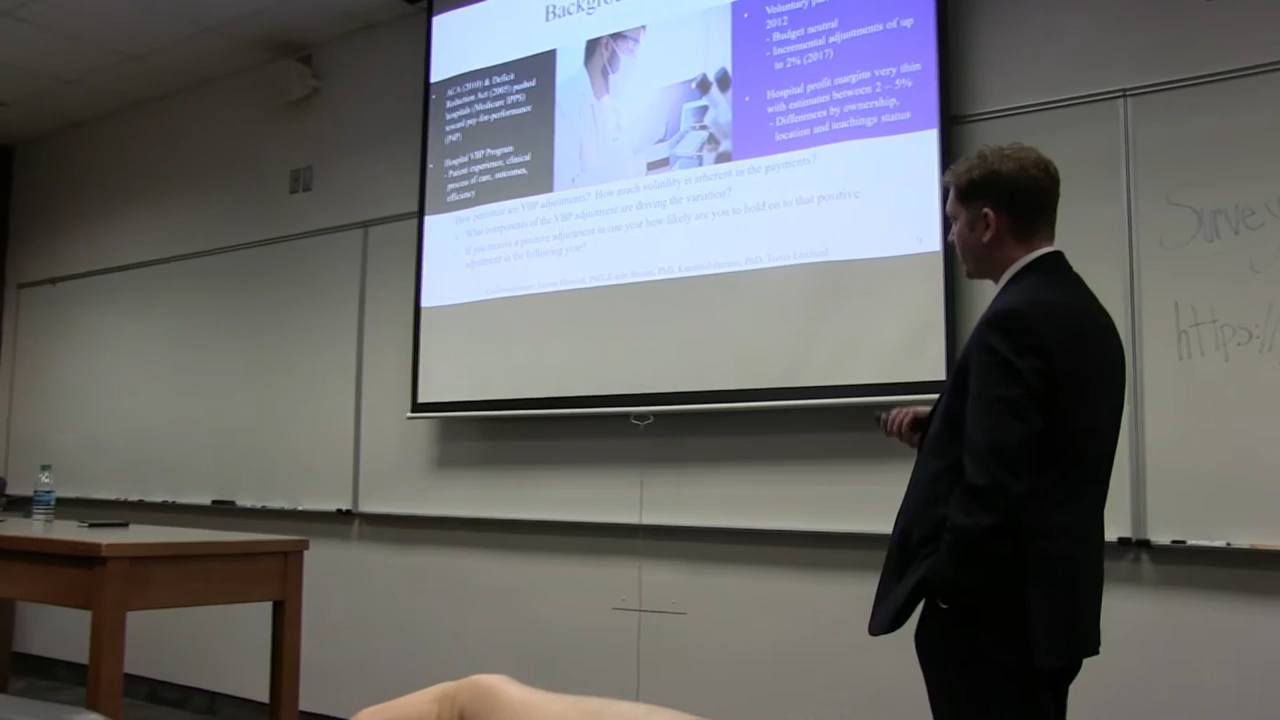 Backgro
ACA (2010) & Deficit
Reduction Act (2005) pushed
hospitals (Medicare IPPS)
toward pay-for-performance
(P4P)
Hospital VBP Program
- Patient experience, clinical
process of care, outcomes,
efficiency
Voluntary
2012
- Budget neutral
- Incremental adjustments of up
to 2% (2017)
Hospital profit margins very thin
with estimates between 2 – 5%
- Differences by ownership,
location and teachings status
How persistent are VBP adjustments? How much volatility is inherent in the payments?
What components of the VBP adjustment are driving the variation?
If you receive a positive adjustment in one year how likely are you to hold on to that positive
adjustment in the following year?
PhD, PhD, PhD,
Surve
https:/